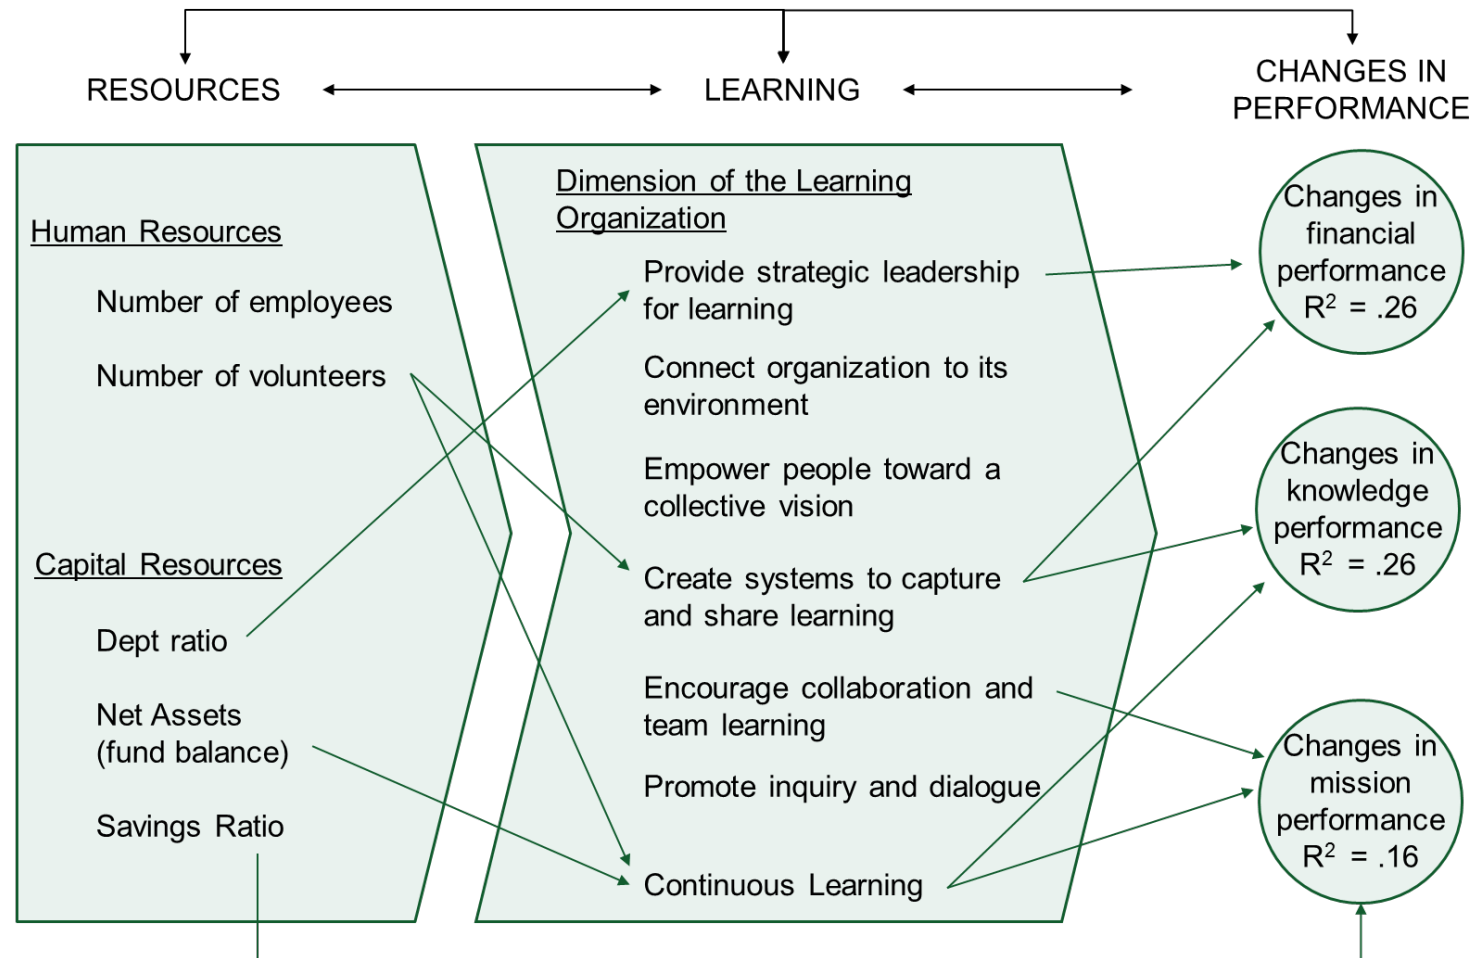 RESOURCES
LEARNING
CHANGES IN
PERFORMANCE
Human Resources
Number of employees
Number of volunteers
Capital Resources
Dept ratio
Net Assets
(fund balance)
Savings Ratio
Dimension of the Learning
Organization
Provide strategic leadership
for learning
Connect organization to its
environment
Empower people toward a
collective vision
Create systems to capture
and share learning
Encourage collaboration and
team learning
Promote inquiry and dialogue
Continuous Learning
Changes in
financial
performance
R² = .26
Changes in
knowledge
performance
R² = .26
Changes in
mission
performance
R² = .16